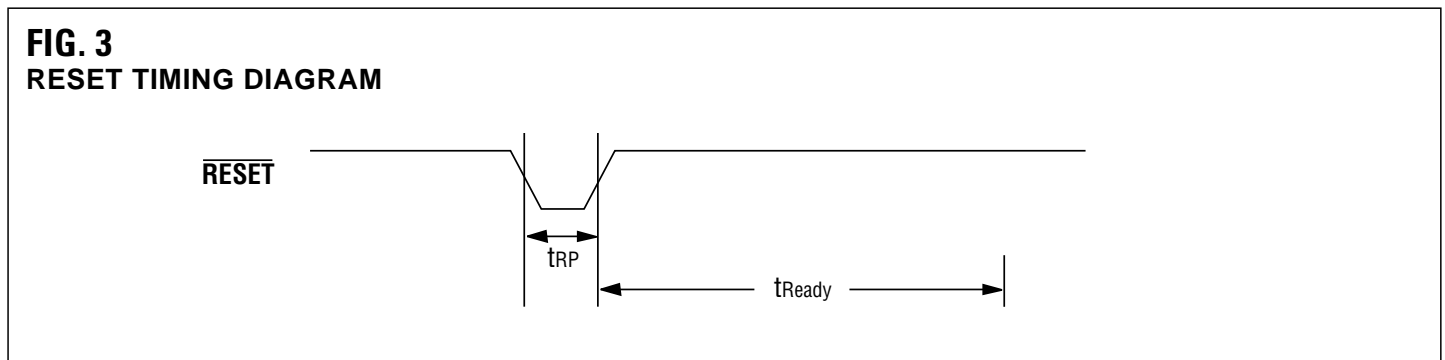 FIG. 3
RESET TIMING DIAGRAM
RESET
tRP
tReady